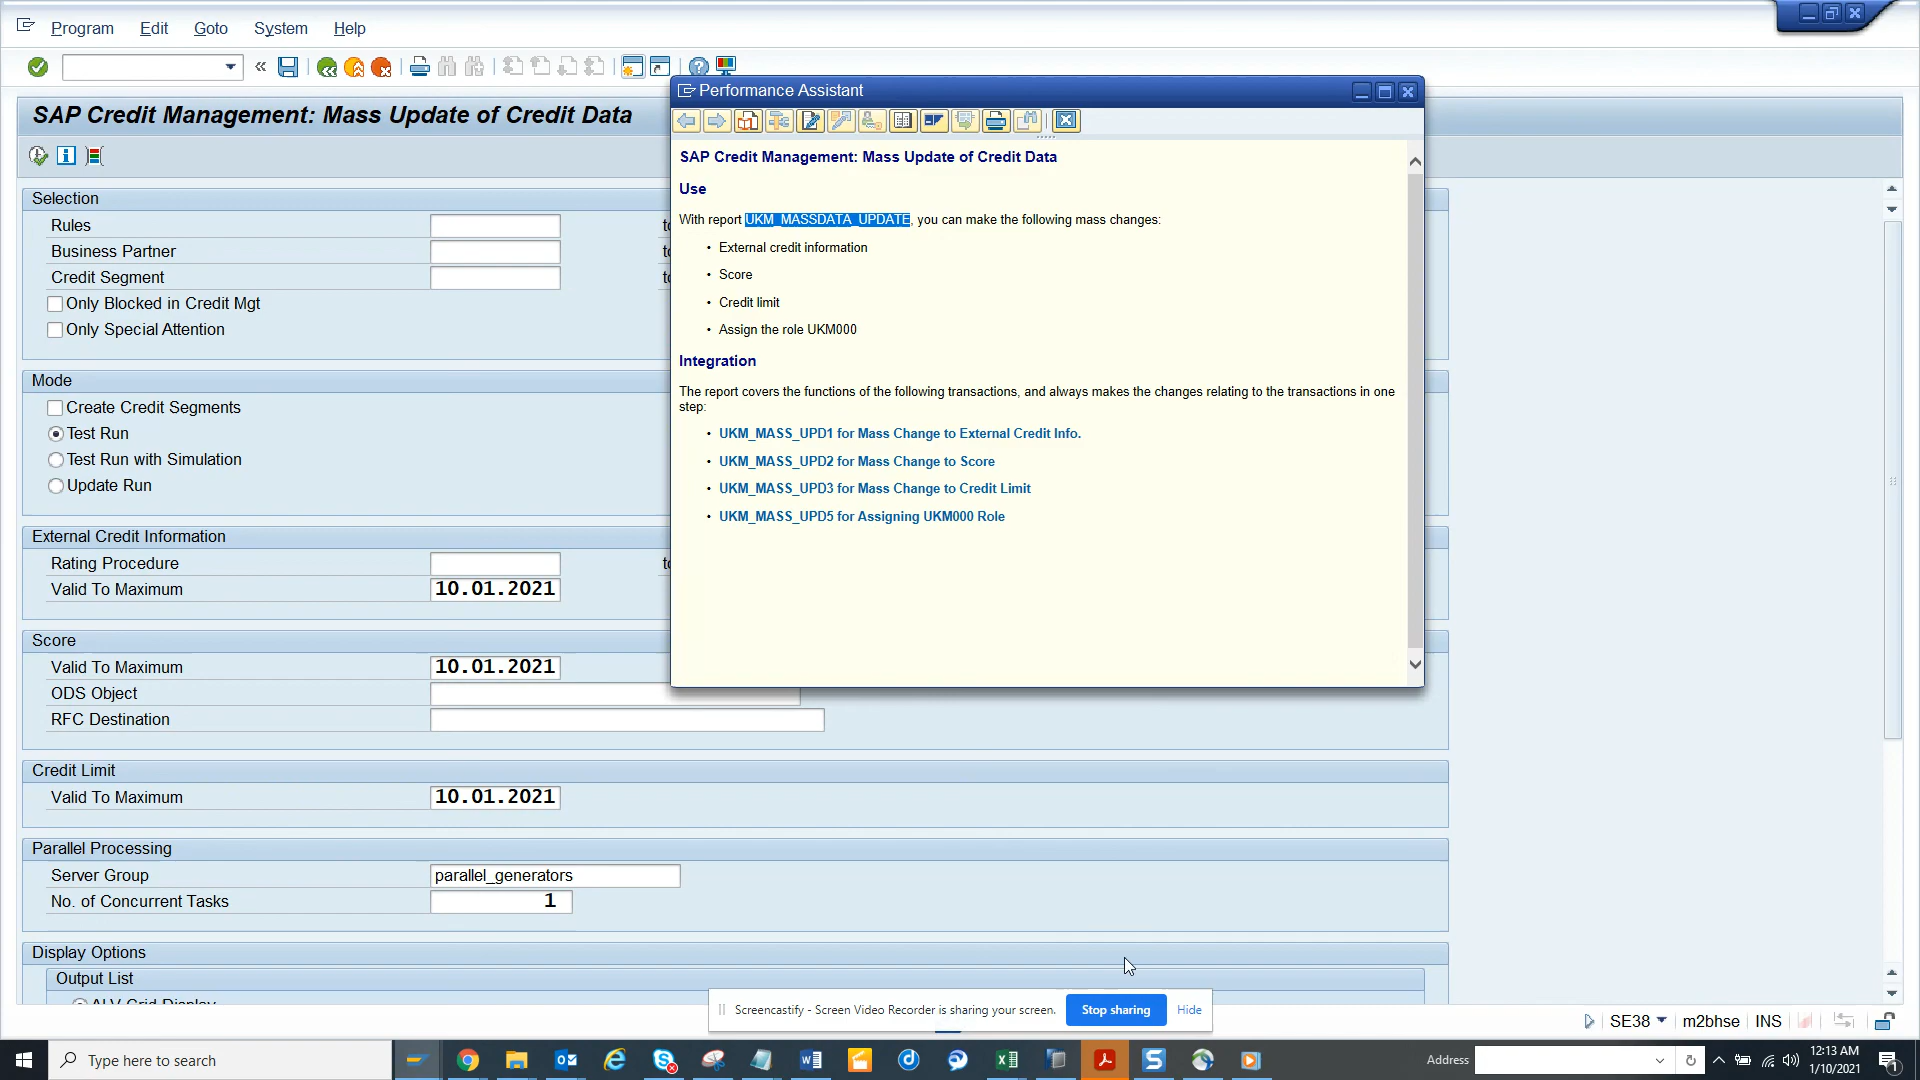 Program Edit Goto System Help
SAP Credit Management: Mass Update of Credit Data
Selection
Rules
Business Partner
Credit Segment
Only Blocked in Credit Mgt
Only Special Attention
Mode
Create Credit Segments
Test Run
Test Run with Simulation
Update Run
External Credit Information
Rating Procedure
Valid To Maximum 10.01.2021
Score
Valid To Maximum 10.01.2021
ODS Object
RFC Destination
Credit Limit
Valid To Maximum 10.01.2021
Parallel Processing
Server Group parallel_generators
No. of Concurrent Tasks 1
Display Options
Output List
Performance Assistant
SAP Credit Management: Mass Update of Credit Data
Use
With report UKM_MASSDATA_UPDATE, you can make the following mass changes:
• External credit information
• Score
• Credit limit
• Assign the role UKM000
Integration
The report covers the functions of the following transactions, and always makes the changes relating to the transactions in one
step:
• UKM_MASS_UPD1 for Mass Change to External Credit Info.
• UKM_MASS_UPD2 for Mass Change to Score
• UKM_MASS_UPD3 for Mass Change to Credit Limit
• UKM_MASS_UPD5 for Assigning UKM000 Role
Screencastify - Screen Video Recorder is sharing your screen. Stop sharing Hide
SE38 m2bhse INS
Type here to search
Address
12:13 AM
1/10/2021